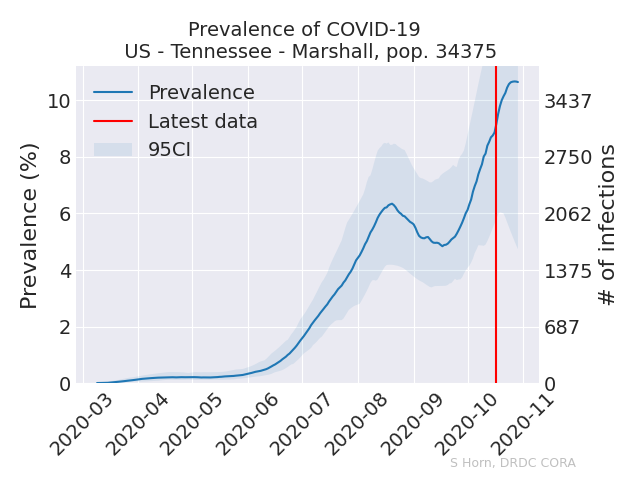 Prevalence of COVID-19
US - Tennessee - Marshall, pop. 34375
Prevalence
Latest data
95CI
Prevalence (%)
10
8
6
4
2
0
3437
2750
2062
1375
687
0
# of infections
2020-03
2020-04
2020-05
2020-06
2020-07
2020-08
2020-09
2020-10
2020-11
S Horn, DRDC CORA